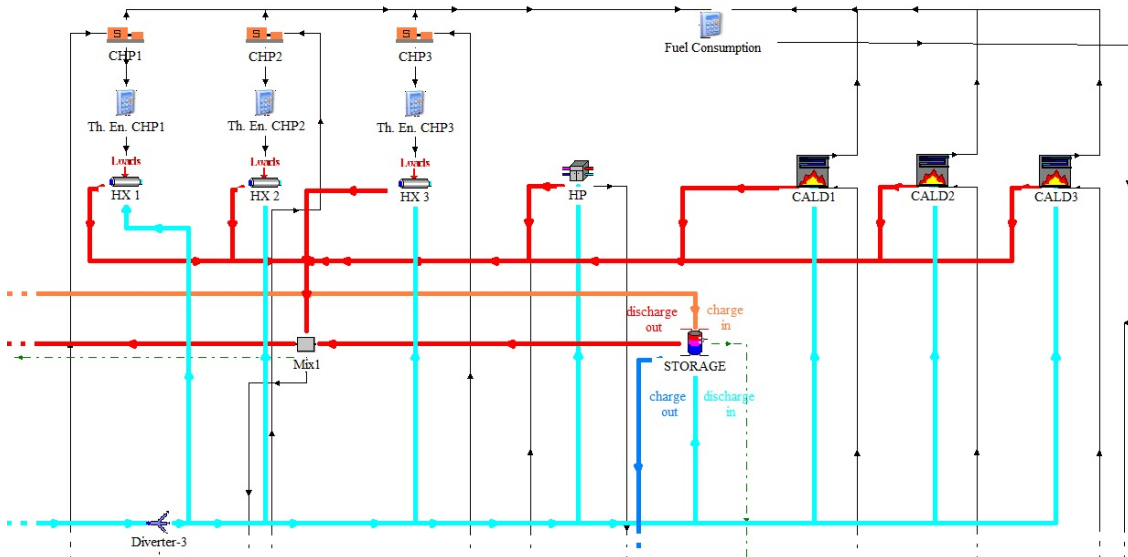 Fuel Consumption
CHP1
CHP2
CHP3
Th. En. CHP1
Th. En. CHP2
Th. En. CHP3
Loads
Loads
Loads
HX 1
HX 2
HX 3
HP
CALD1
CALD2
CALD3
discharge
out
charge
in
Mix1
STORAGE
charge
out
discharge
in
Diverter-3